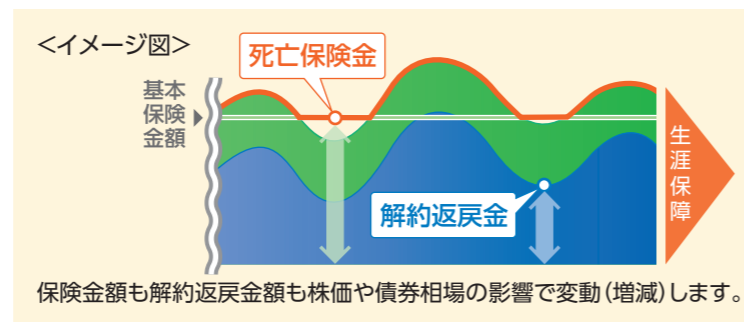 <イメージ図>
死亡保険金
基本
保険
金額
解約返戻金
生涯保障
保険金額も解約返戻金額も株価や債券相場の影響で変動(増減)します。